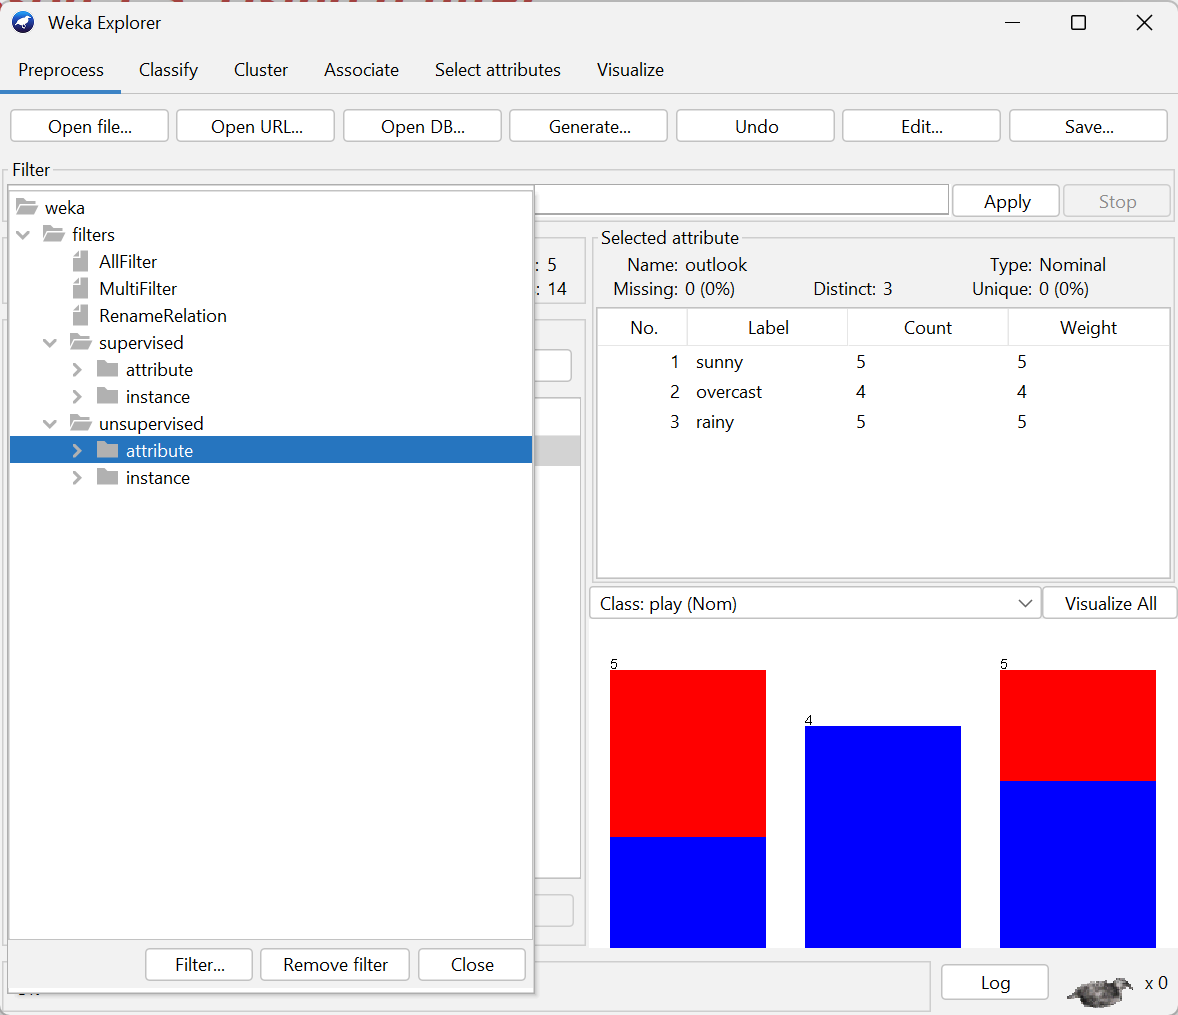 Weka Explorer
Preprocess Classify Cluster Associate Select attributes Visualize
Open file... Open URL... Open DB... Generate... Undo Edit... Save...
Filter
Apply Stop
weka
filters
AllFilter
MultiFilter
RenameRelation
supervised
attribute
instance
unsupervised
attribute
instance
Filter... Remove filter Close
: 5
: 14
Selected attribute
Name: outlook Type: Nominal
Missing: 0 (0%) Distinct: 3 Unique: 0 (0%)
No. Label Count Weight
1 sunny 5 5
2 overcast 4 4
3 rainy 5 5
Class: play (Nom) Visualize All
5 4 5
Log x 0